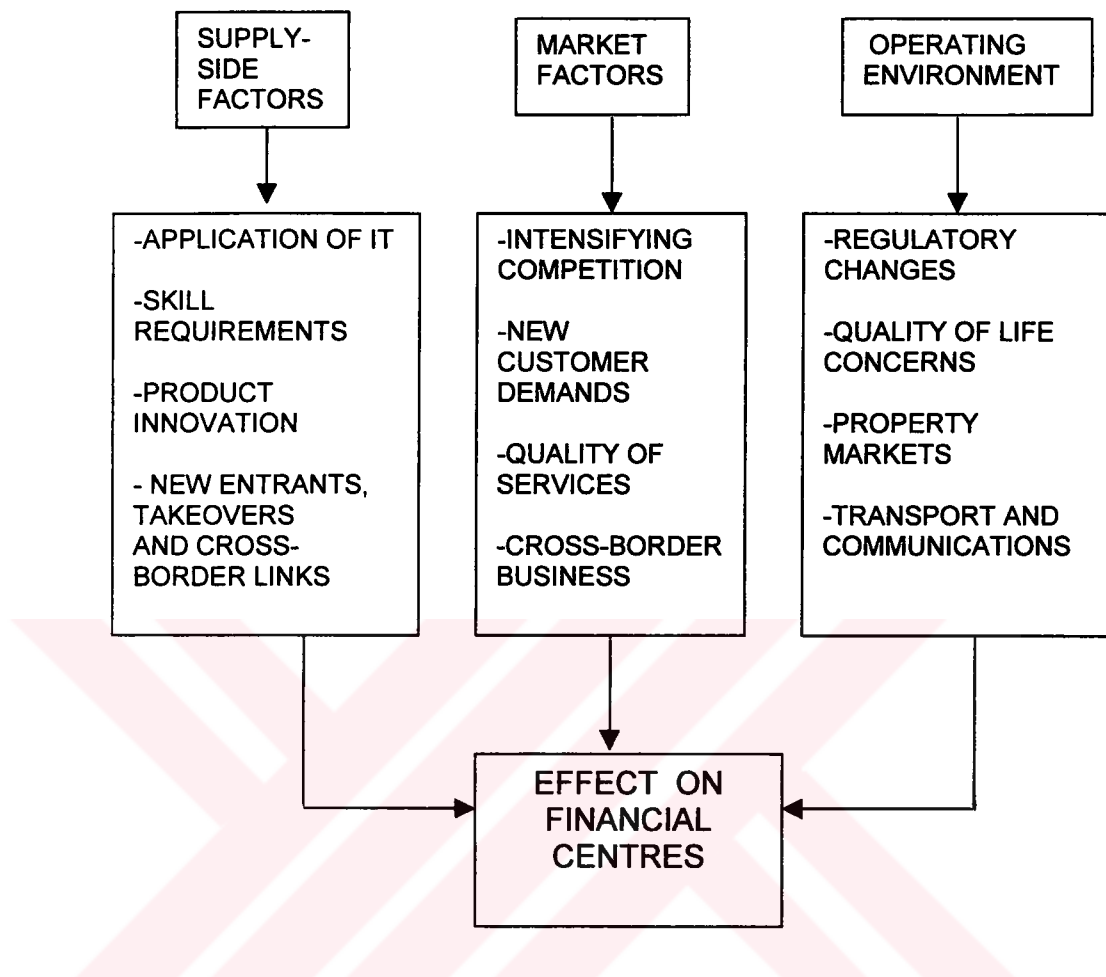 SUPPLY-
SIDE
FACTORS
MARKET
FACTORS
OPERATING
ENVIRONMENT
-APPLICATION OF IT
-SKILL
REQUIREMENTS
-PRODUCT
INNOVATION
- NEW ENTRANTS,
TAKEOVERS
AND CROSS-
BORDER LINKS
-INTENSIFYING
COMPETITION
-NEW
CUSTOMER
DEMANDS
-QUALITY OF
SERVICES
-CROSS-BORDER
BUSINESS
-REGULATORY
CHANGES
-QUALITY OF LIFE
CONCERNS
-PROPERTY
MARKETS
-TRANSPORT AND
COMMUNICATIONS
EFFECT ON
FINANCIAL
CENTRES